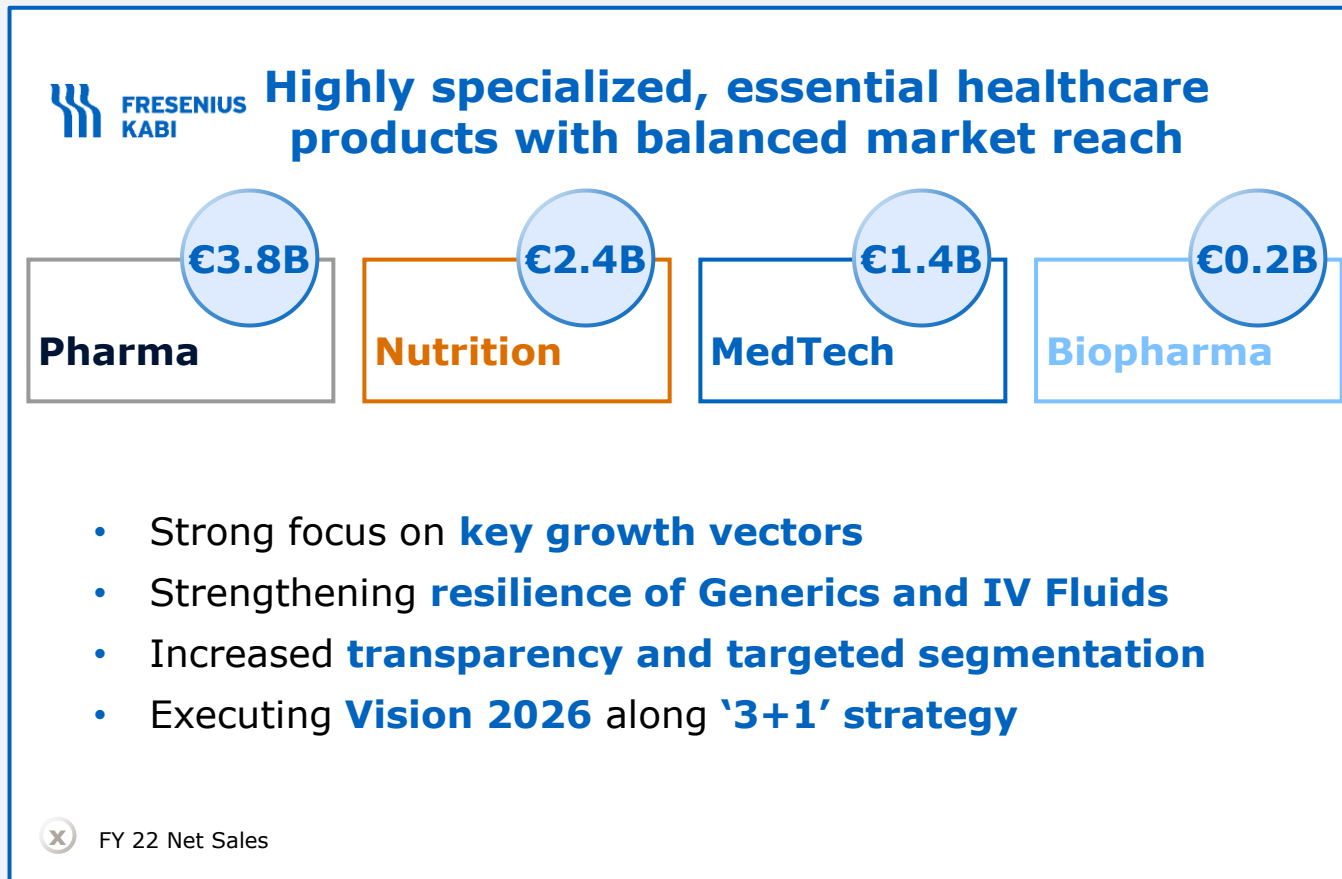 FRESENIUS
KABI
Highly specialized, essential healthcare
products with balanced market reach
€3.8B
Pharma
€2.4B
Nutrition
€1.4B
MedTech
€0.2B
Biopharma
• Strong focus on key growth vectors
• Strengthening resilience of Generics and IV Fluids
• Increased transparency and targeted segmentation
• Executing Vision 2026 along ‘3+1’ strategy
x FY 22 Net Sales